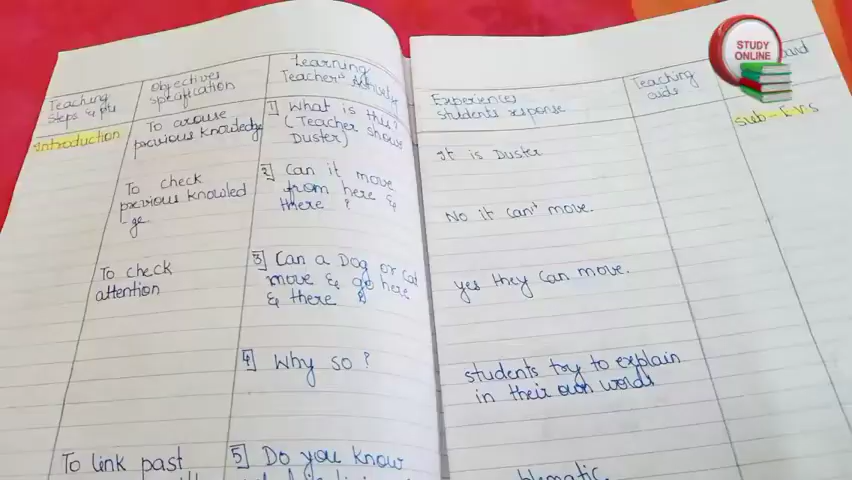 Teaching
Steps & pts
Objectives
specification
Learning
Teacher's Activity
Introduction
To arouse
previous knowledge
1] What is this?
(Teacher shows
Duster)
To check
previous knowled
-ge
2] Can it move
from here &
there ?
To check
attention
3] Can a Dog or Cat
move & go here
& there
4] Why so ?
To link past
5] Do you know
Experiences
students response
Teaching
aids
STUDY
ONLINE
Sub- E.V.S
It is Duster
No it can't move.
yes they can move.
students try to explain
in their own words
blematic.